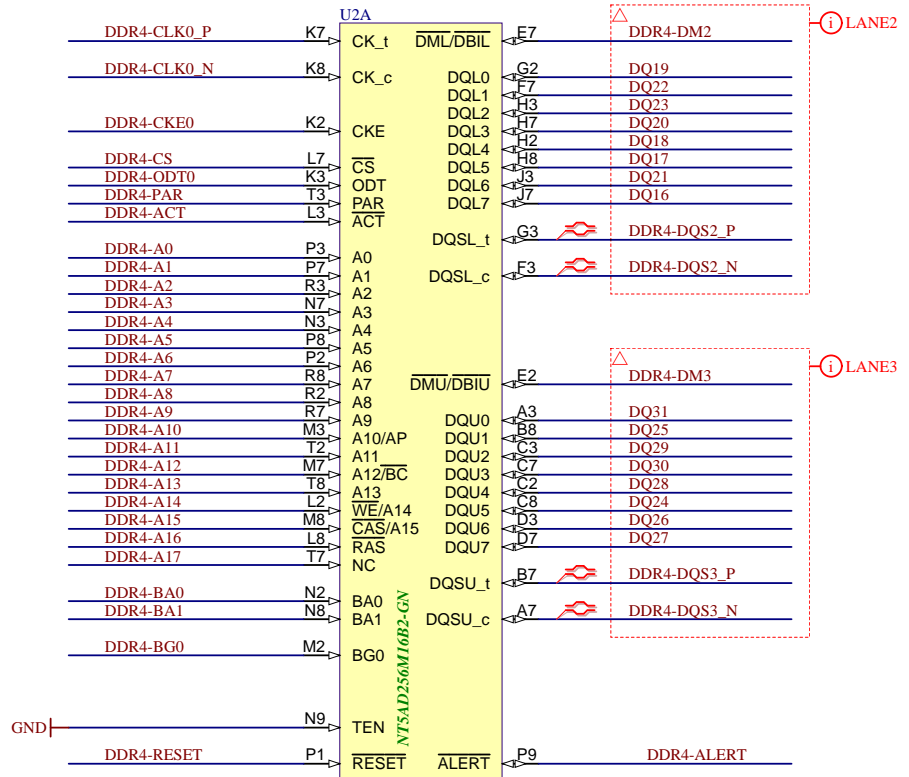 U2A
DDR4-CLK0_P K7 CK_t DML/DBIL E7 DDR4-DM2 LANE2
DDR4-CLK0_N K8 CK_c DQL0 G2 DQ19
DQL1 F7 DQ22
DQL2 H3 DQ23
DDR4-CKE0 K2 CKE DQL3 H7 DQ20
DQL4 H2 DQ18
DDR4-CS L7 CS DQL5 H8 DQ17
DDR4-ODT0 K3 ODT DQL6 J3 DQ21
DDR4-PAR T3 PAR DQL7 J7 DQ16
DDR4-ACT L3 ACT
DQSL_t G3 DDR4-DQS2_P
DDR4-A0 P3 A0
DDR4-A1 P7 A1 DQSL_c F3 DDR4-DQS2_N
DDR4-A2 R3 A2
DDR4-A3 N7 A3
DDR4-A4 N3 A4
DDR4-A5 P8 A5
DDR4-A6 P2 A6 LANE3
DDR4-A7 R8 A7 DMU/DBIU E2 DDR4-DM3
DDR4-A8 R2 A8
DDR4-A9 R7 A9 DQU0 A3 DQ31
DDR4-A10 M3 A10/AP DQU1 B8 DQ25
DDR4-A11 T2 A11 DQU2 C3 DQ29
DDR4-A12 M7 A12/BC DQU3 C7 DQ30
DDR4-A13 T8 A13 DQU4 C2 DQ28
DDR4-A14 L2 WE/A14 DQU5 C8 DQ24
DDR4-A15 M8 CAS/A15 DQU6 D3 DQ26
DDR4-A16 L8 RAS DQU7 D7 DQ27
DDR4-A17 T7 NC
DQSU_t B7 DDR4-DQS3_P
DDR4-BA0 N2 BA0
DDR4-BA1 N8 BA1 DQSU_c A7 DDR4-DQS3_N
DDR4-BG0 M2 BG0
NT5AD256M16B2-GN
GND N9 TEN
DDR4-RESET P1 RESET ALERT P9 DDR4-ALERT